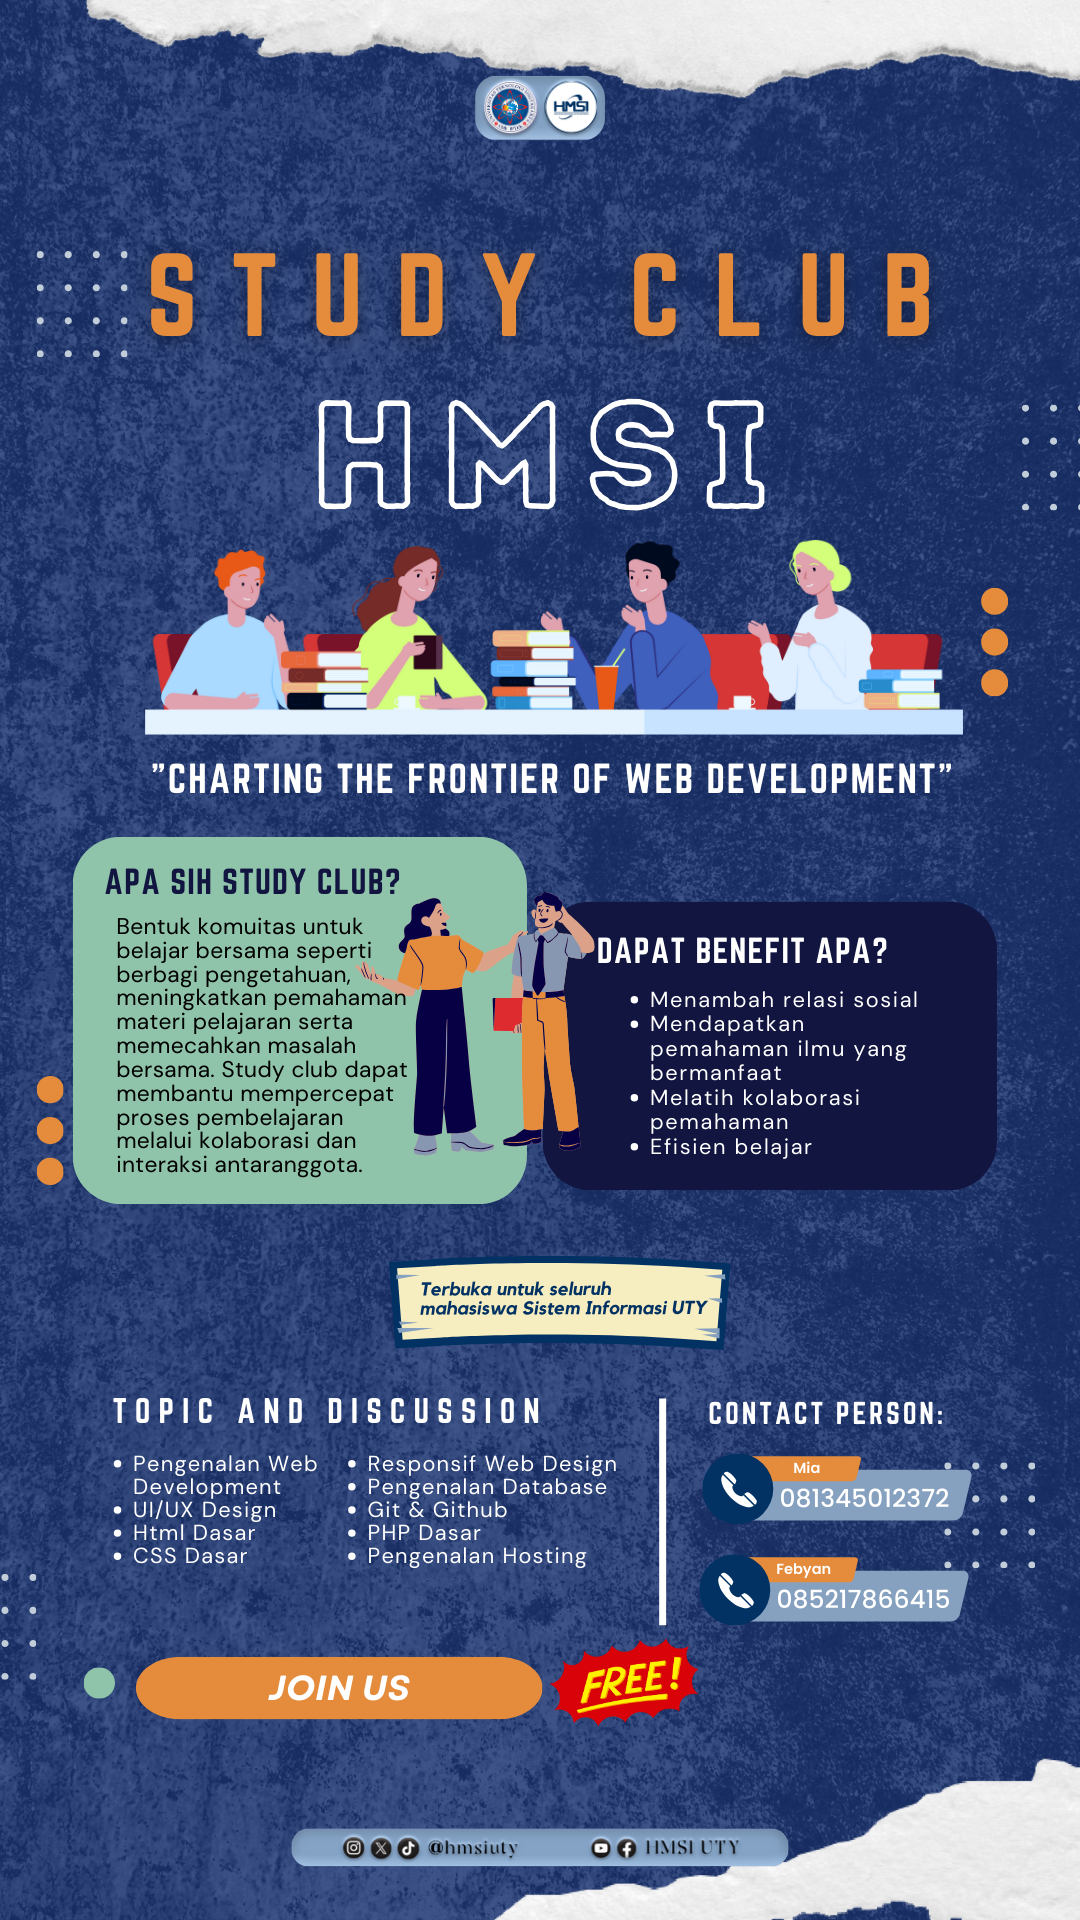 HMSI
STUDY CLUB
HMSI
"CHARTING THE FRONTIER OF WEB DEVELOPMENT"
APA SIH STUDY CLUB?
Bentuk komuitas untuk
belajar bersama seperti
berbagi pengetahuan,
meningkatkan pemahaman
materi pelajaran serta
memecahkan masalah
bersama. Study club dapat
membantu mempercepat
proses pembelajaran
melalui kolaborasi dan
interaksi antaranggota.
DAPAT BENEFIT APA?
• Menambah relasi sosial
• Mendapatkan
pemahaman ilmu yang
bermanfaat
• Melatih kolaborasi
pemahaman
• Efisien belajar
Terbuka untuk seluruh
mahasiswa Sistem Informasi UTY
TOPIC AND DISCUSSION
• Pengenalan Web
Development
• UI/UX Design
• Html Dasar
• CSS Dasar
• Responsif Web Design
• Pengenalan Database
• Git & Github
• PHP Dasar
• Pengenalan Hosting
CONTACT PERSON:
Mia
081345012372
Febyan
085217866415
JOIN US
FREE!
@hmsiuty
HMSI UTY